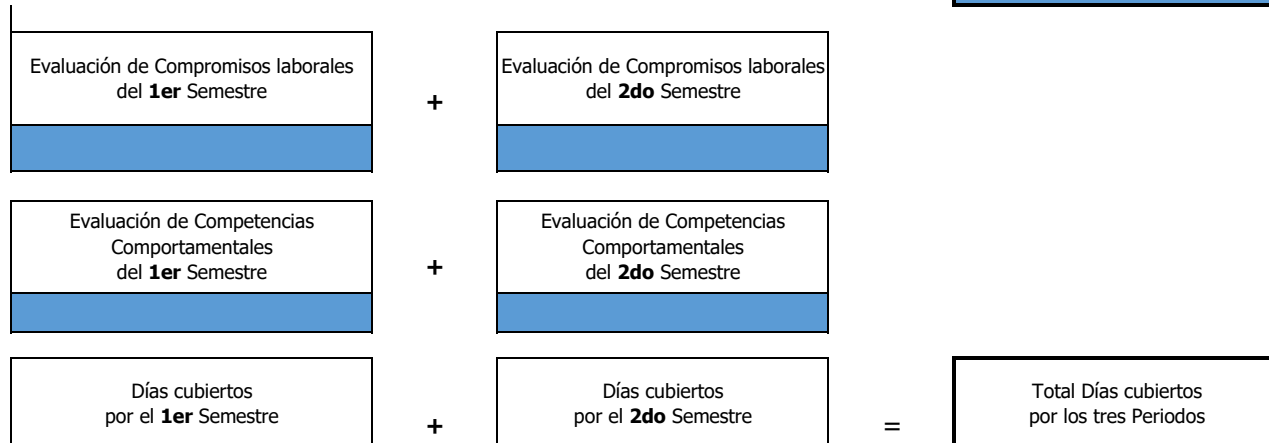 Evaluación de Compromisos laborales
del 1er Semestre
+
Evaluación de Compromisos laborales
del 2do Semestre
Evaluación de Competencias
Comportamentales
del 1er Semestre
+
Evaluación de Competencias
Comportamentales
del 2do Semestre
Días cubiertos
por el 1er Semestre
+
Días cubiertos
por el 2do Semestre
=
Total Días cubiertos
por los tres Periodos